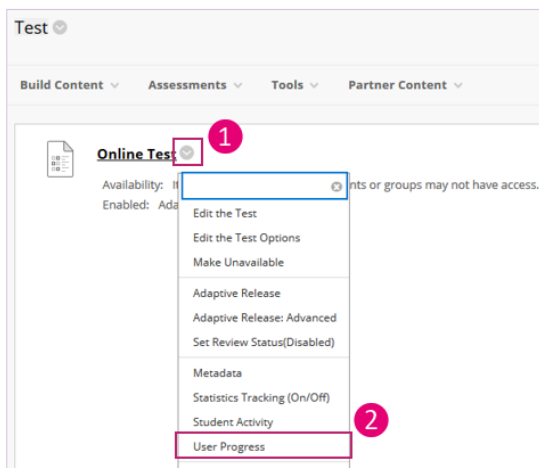 Test
Build Content Assessments Tools Partner Content
1
Online Test
Availability: It nts or groups may not have access.
Enabled: Ada
Edit the Test
Edit the Test Options
Make Unavailable
Adaptive Release
Adaptive Release: Advanced
Set Review Status(Disabled)
Metadata
Statistics Tracking (On/Off)
Student Activity
2
User Progress